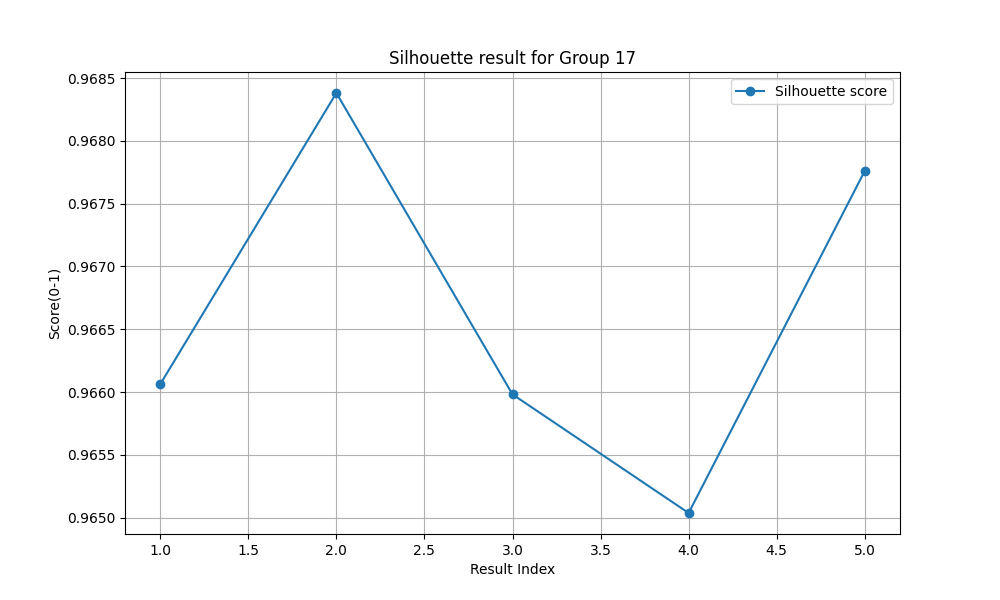 Silhouette result for Group 17
Silhouette score
Score(0-1)
0.9685
0.9680
0.9675
0.9670
0.9665
0.9660
0.9655
0.9650
1.0 1.5 2.0 2.5 3.0 3.5 4.0 4.5 5.0
Result Index